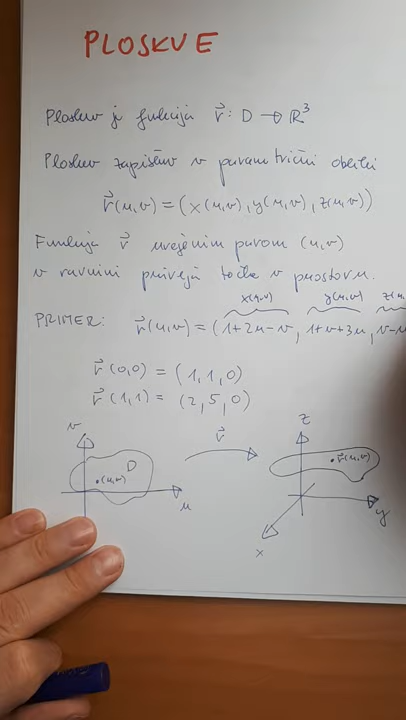 PLOSKVE
Ploskev je funkcija r⃗: D → ℝ³
Ploskev zapišemo v parametrični obliki
r⃗(u,v) = (x(u,v), y(u,v), z(u,v))
Funkcija r⃗ urejenim parom (u,v)
v ravnini priredi točke v prostoru.
x(u,v) y(u,v) z(u,v
PRIMER: r⃗(u,v) = (1+2u-v, 1+v+3u, v-u
r⃗(0,0) = (1,1,0)
r⃗(1,1) = (2,5,0)
v r⃗ z
D r⃗(u,v)
(u,v)
u y
x